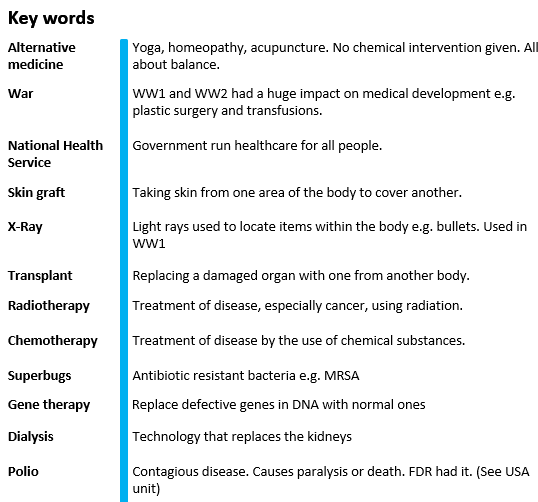 Key words
Alternative medicine
Yoga, homeopathy, acupuncture. No chemical intervention given. All
about balance.
War
WW1 and WW2 had a huge impact on medical development e.g.
plastic surgery and transfusions.
National Health Service
Government run healthcare for all people.
Skin graft
Taking skin from one area of the body to cover another.
X-Ray
Light rays used to locate items within the body e.g. bullets. Used in
WW1
Transplant
Replacing a damaged organ with one from another body.
Radiotherapy
Treatment of disease, especially cancer, using radiation.
Chemotherapy
Treatment of disease by the use of chemical substances.
Superbugs
Antibiotic resistant bacteria e.g. MRSA
Gene therapy
Replace defective genes in DNA with normal ones
Dialysis
Technology that replaces the kidneys
Polio
Contagious disease. Causes paralysis or death. FDR had it. (See USA
unit)